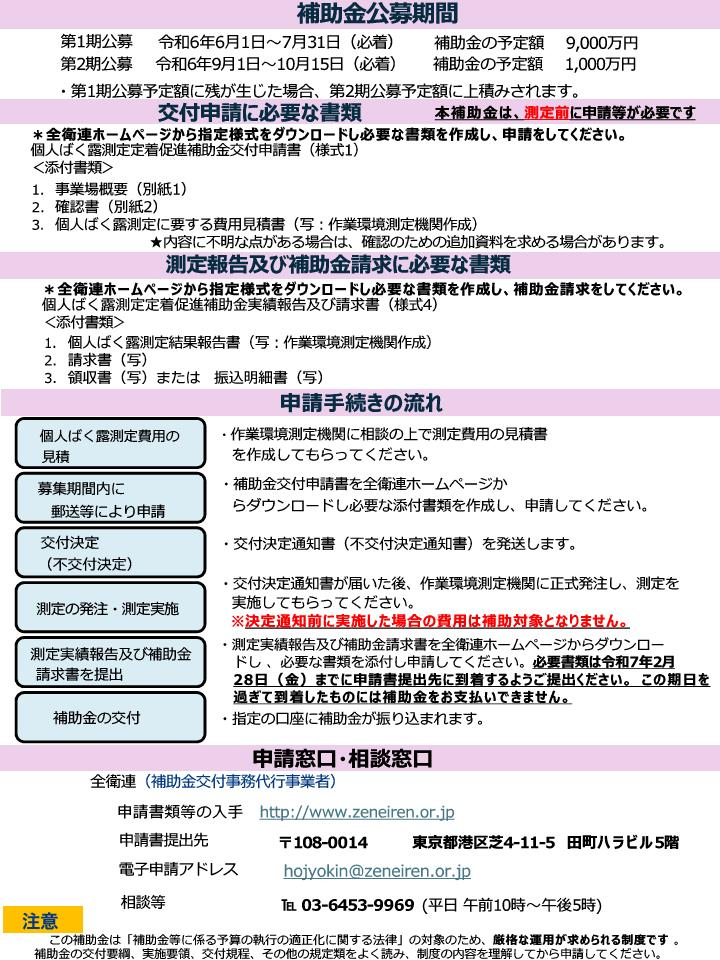 補助金公募期間
第1期公募　令和6年6月1日～7月31日（必着）　補助金の予定額　9,000万円
第2期公募　令和6年9月1日～10月15日（必着）　補助金の予定額　1,000万円
・第1期公募予定額に残が生じた場合、第2期公募予定額に上積みされます。
交付申請に必要な書類　本補助金は、測定前に申請等が必要です
＊全衛連ホームページから指定様式をダウンロードし必要な書類を作成し、申請をしてください。
個人ばく露測定定着促進補助金交付申請書（様式1）
＜添付書類＞
1. 事業場概要（別紙1）
2. 確認書（別紙2）
3. 個人ばく露測定に要する費用見積書（写：作業環境測定機関作成）
★内容に不明な点がある場合は、確認のための追加資料を求める場合があります。
測定報告及び補助金請求に必要な書類
＊全衛連ホームページから指定様式をダウンロードし必要な書類を作成し、補助金請求をしてください。
個人ばく露測定定着促進補助金実績報告及び請求書（様式4）
＜添付書類＞
1. 個人ばく露測定結果報告書（写：作業環境測定機関作成）
2. 請求書（写）
3. 領収書（写）または　振込明細書（写）
申請手続きの流れ
個人ばく露測定費用の
見積
・作業環境測定機関に相談の上で測定費用の見積書
を作成してもらってください。
募集期間内に
郵送等により申請
・補助金交付申請書を全衛連ホームページか
らダウンロードし必要な添付書類を作成し、申請してください。
交付決定
（不交付決定）
・交付決定通知書（不交付決定通知書）を発送します。
測定の発注・測定実施
・交付決定通知書が届いた後、作業環境測定機関に正式発注し、測定を
実施してもらってください。
※決定通知前に実施した場合の費用は補助対象となりません。
測定実績報告及び補助金
請求書を提出
・測定実績報告及び補助金請求書を全衛連ホームページからダウンロー
ドし 、必要な書類を添付し申請してください。必要書類は令和7年2月
28日（金）までに申請書提出先に到着するようご提出ください。 この期日を
過ぎて到着したものには補助金をお支払いできません。
補助金の交付
・指定の口座に補助金が振り込まれます。
申請窓口・相談窓口
全衛連（補助金交付事務代行事業者）
申請書類等の入手　http://www.zeneiren.or.jp
申請書提出先　〒108-0014　東京都港区芝4-11-5　田町ハラビル5階
電子申請アドレス　hojyokin@zeneiren.or.jp
相談等　℡ 03-6453-9969 (平日 午前10時～午後5時)
注意
この補助金は「補助金等に係る予算の執行の適正化に関する法律」の対象のため、厳格な運用が求められる制度です 。
補助金の交付要綱、実施要領、交付規程、その他の規定類をよく読み、制度の内容を理解してから申請してください。